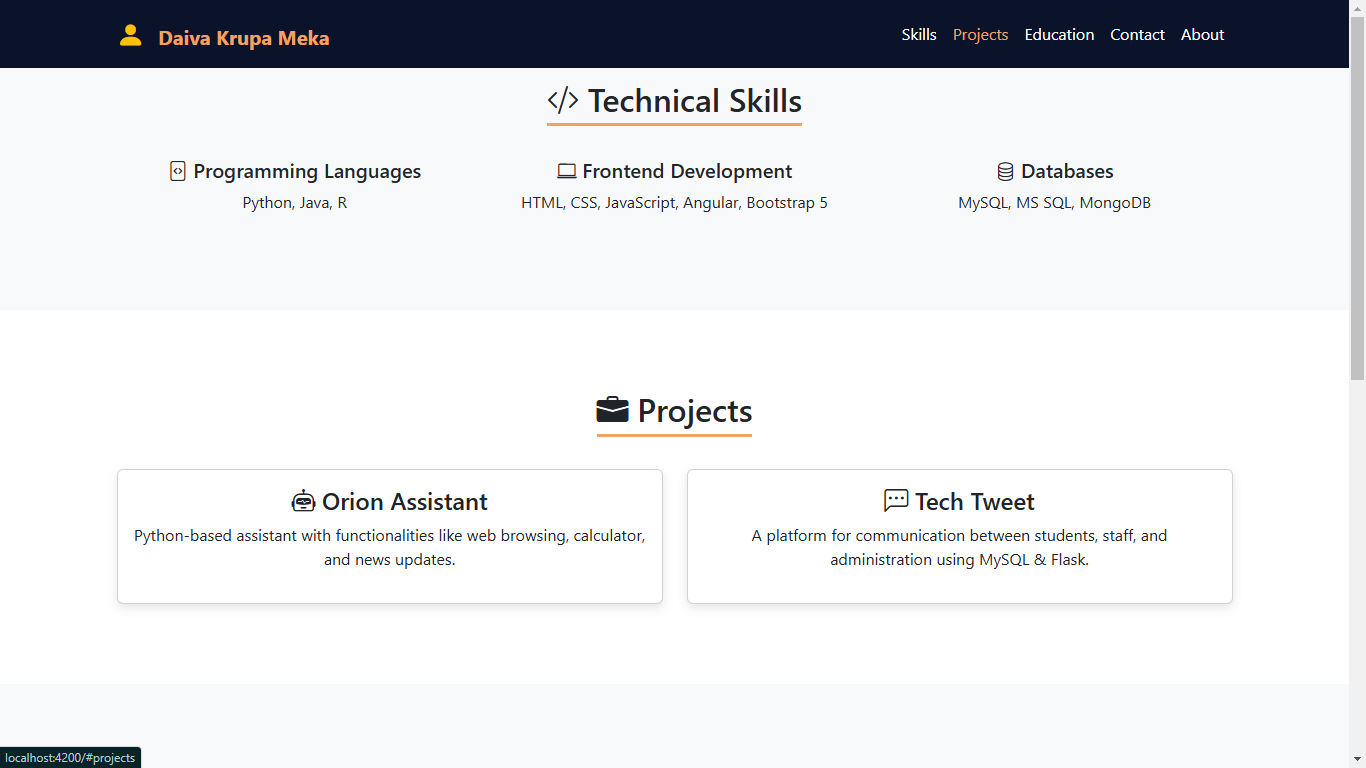 Daiva Krupa Meka
Skills Projects Education Contact About
Technical Skills
Programming Languages
Python, Java, R
Frontend Development
HTML, CSS, JavaScript, Angular, Bootstrap 5
Databases
MySQL, MS SQL, MongoDB
Projects
Orion Assistant
Python-based assistant with functionalities like web browsing, calculator,
and news updates.
Tech Tweet
A platform for communication between students, staff, and
administration using MySQL & Flask.
localhost:4200/#projects